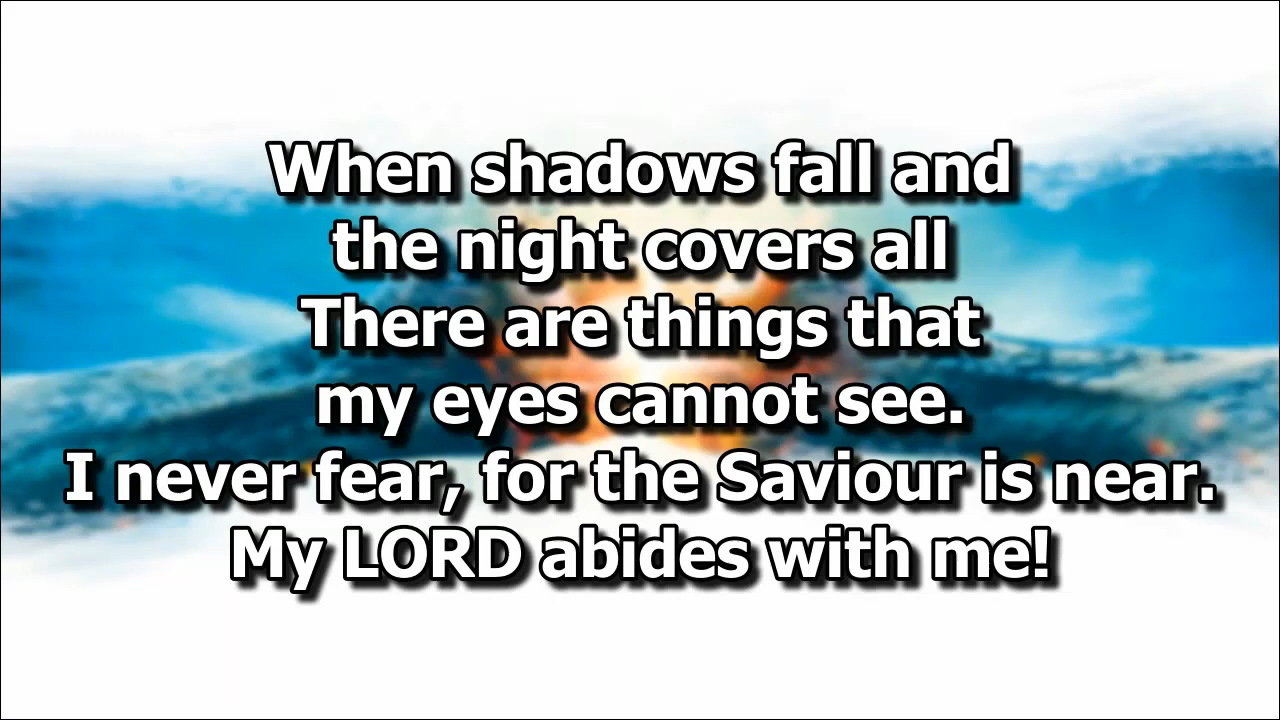 When shadows fall and
the night covers all
There are things that
my eyes cannot see.
I never fear, for the Saviour is near.
My LORD abides with me!